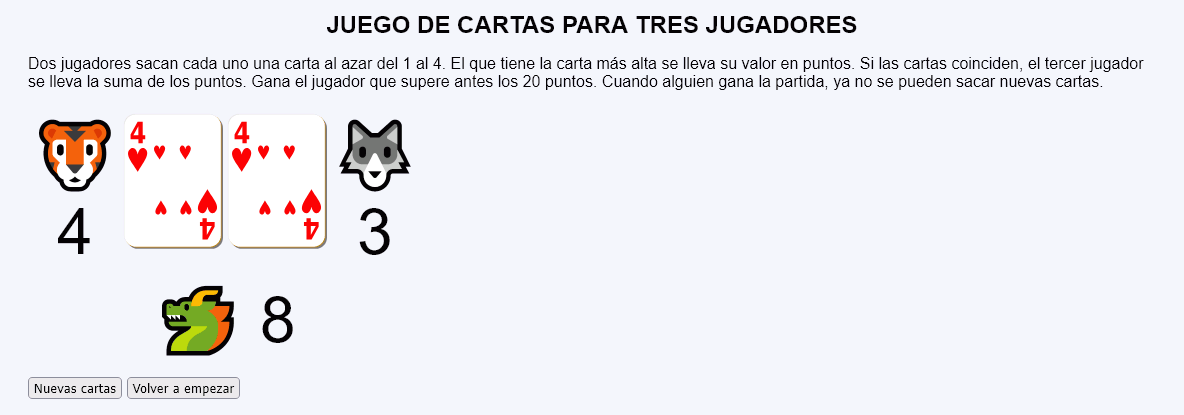 JUEGO DE CARTAS PARA TRES JUGADORES
Dos jugadores sacan cada uno una carta al azar del 1 al 4. El que tiene la carta más alta se lleva su valor en puntos. Si las cartas coinciden, el tercer jugador
se lleva la suma de los puntos. Gana el jugador que supere antes los 20 puntos. Cuando alguien gana la partida, ya no se pueden sacar nuevas cartas.
4 4
4 4
4 3
8
Nuevas cartas Volver a empezar